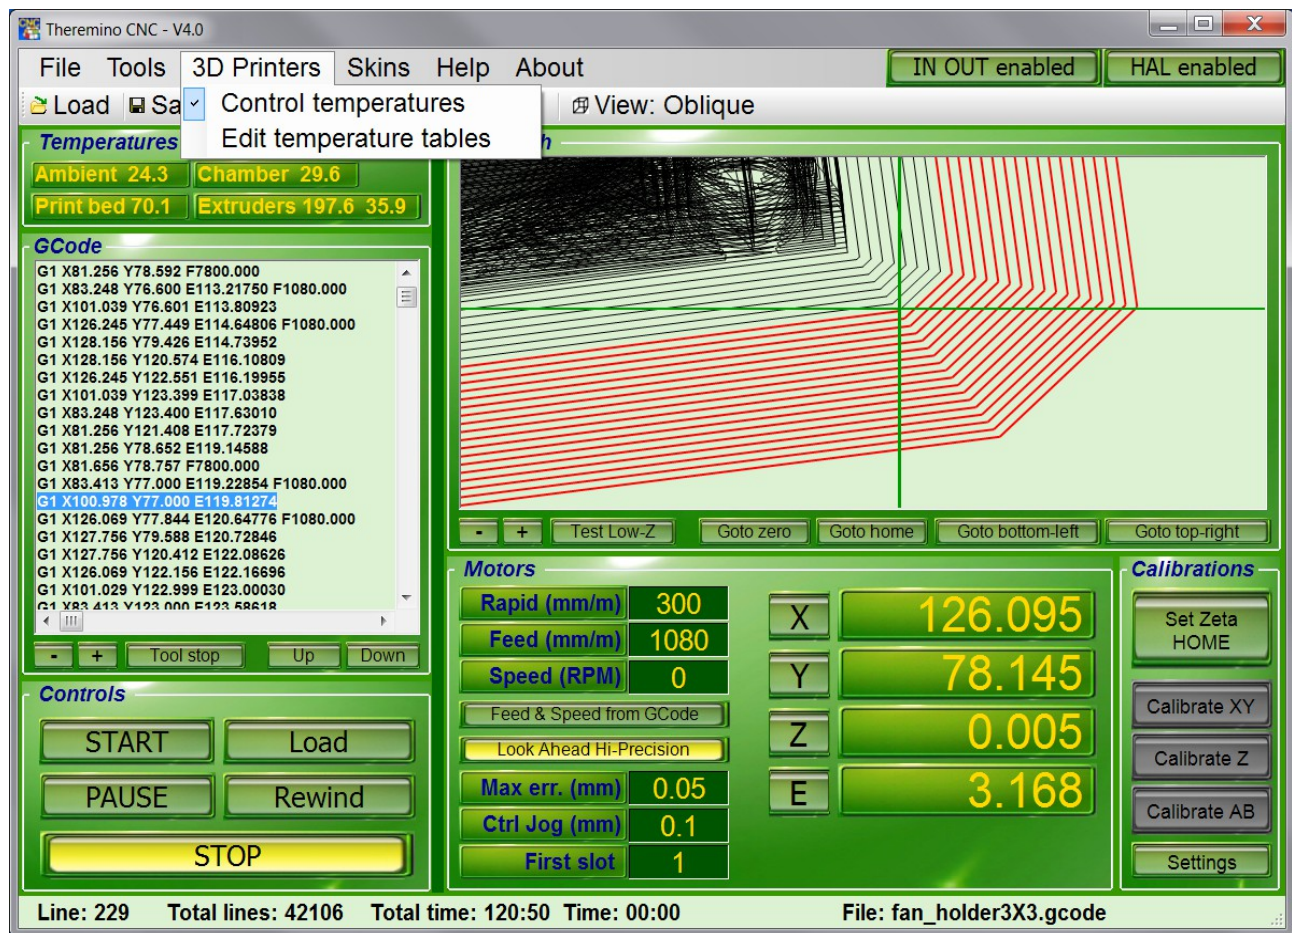 Theremino CNC - V4.0
File Tools 3D Printers Skins Help About
IN OUT enabled HAL enabled
Load Sa View: Oblique
Control temperatures
Edit temperature tables
Temperatures
Ambient 24.3 Chamber 29.6
Print bed 70.1 Extruders 197.6 35.9
GCode
G1 X81.256 Y78.592 F7800.000
G1 X83.248 Y76.600 E113.21750 F1080.000
G1 X101.039 Y76.601 E113.80923
G1 X126.245 Y77.449 E114.64806 F1080.000
G1 X128.156 Y79.426 E114.73952
G1 X128.156 Y120.574 E116.10809
G1 X126.245 Y122.551 E116.19955
G1 X101.039 Y123.399 E117.03838
G1 X83.248 Y123.400 E117.63010
G1 X81.256 Y121.408 E117.72379
G1 X81.256 Y78.652 E119.14588
G1 X81.656 Y78.757 F7800.000
G1 X83.413 Y77.000 E119.22854 F1080.000
G1 X100.978 Y77.000 E119.81274
G1 X126.069 Y77.844 E120.64776 F1080.000
G1 X127.756 Y79.588 E120.72846
G1 X127.756 Y120.412 E122.08626
G1 X126.069 Y122.156 E122.16696
G1 X101.029 Y122.999 E123.00030
G1 X83.413 Y123.000 E123.58618
- + Tool stop Up Down
- + Test Low-Z Goto zero Goto home Goto bottom-left Goto top-right
Controls
START Load
PAUSE Rewind
STOP
Motors
Rapid (mm/m) 300
Feed (mm/m) 1080
Speed (RPM) 0
Feed & Speed from GCode
Look Ahead Hi-Precision
Max err. (mm) 0.05
Ctrl Jog (mm) 0.1
First slot 1
X 126.095
Y 78.145
Z 0.005
E 3.168
Calibrations
Set Zeta
HOME
Calibrate XY
Calibrate Z
Calibrate AB
Settings
Line: 229 Total lines: 42106 Total time: 120:50 Time: 00:00 File: fan_holder3X3.gcode